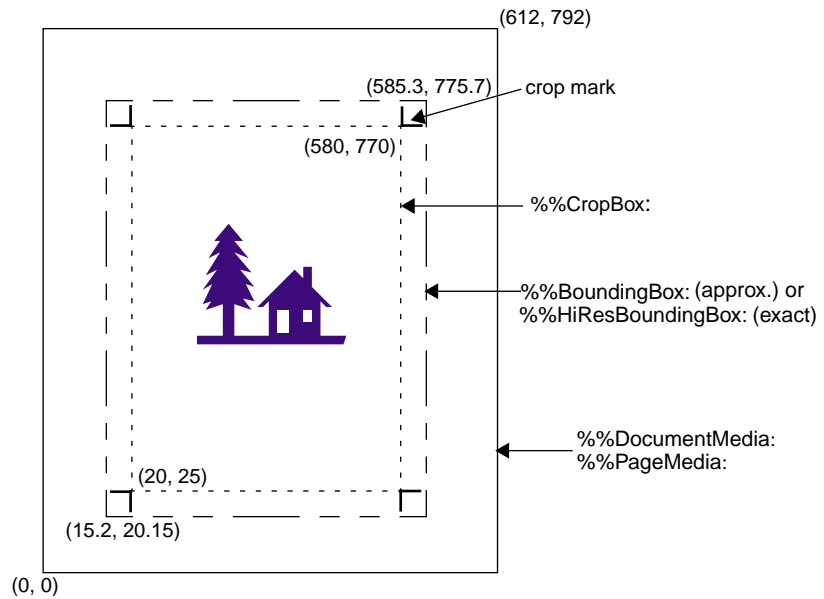 (612, 792)
(585.3, 775.7)
crop mark
(580, 770)
%%CropBox:
%%BoundingBox: (approx.) or
%%HiResBoundingBox: (exact)
%%DocumentMedia:
%%PageMedia:
(20, 25)
(15.2, 20.15)
(0, 0)